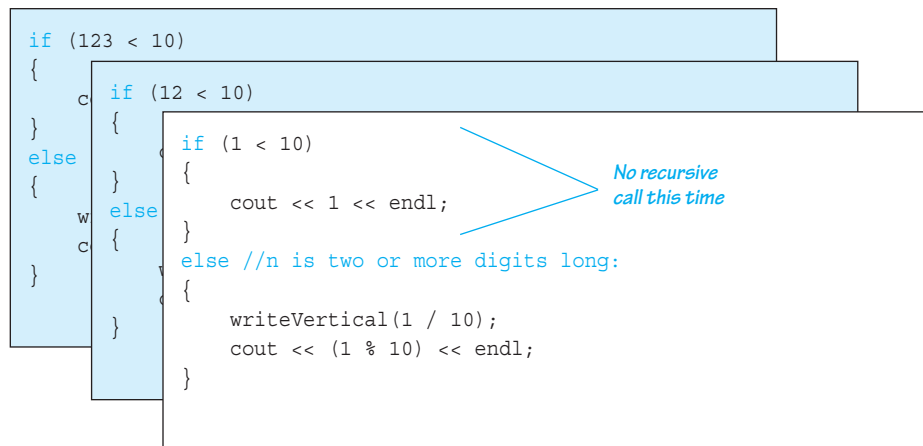 if (123 < 10)
{
}
else
{
}
if (12 < 10)
{
}
else
{
}
if (1 < 10)
{
cout << 1 << endl;
}
else //n is two or more digits long:
{
writeVertical(1 / 10);
cout << (1 % 10) << endl;
}
No recursive
call this time